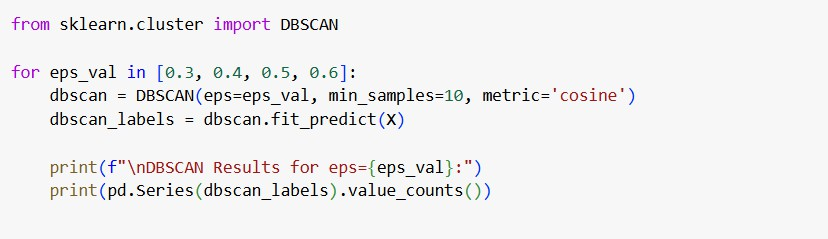 from sklearn.cluster import DBSCAN
for eps_val in [0.3, 0.4, 0.5, 0.6]:
    dbscan = DBSCAN(eps=eps_val, min_samples=10, metric='cosine')
    dbscan_labels = dbscan.fit_predict(X)
    print(f"\nDBSCAN Results for eps={eps_val}:")
    print(pd.Series(dbscan_labels).value_counts())